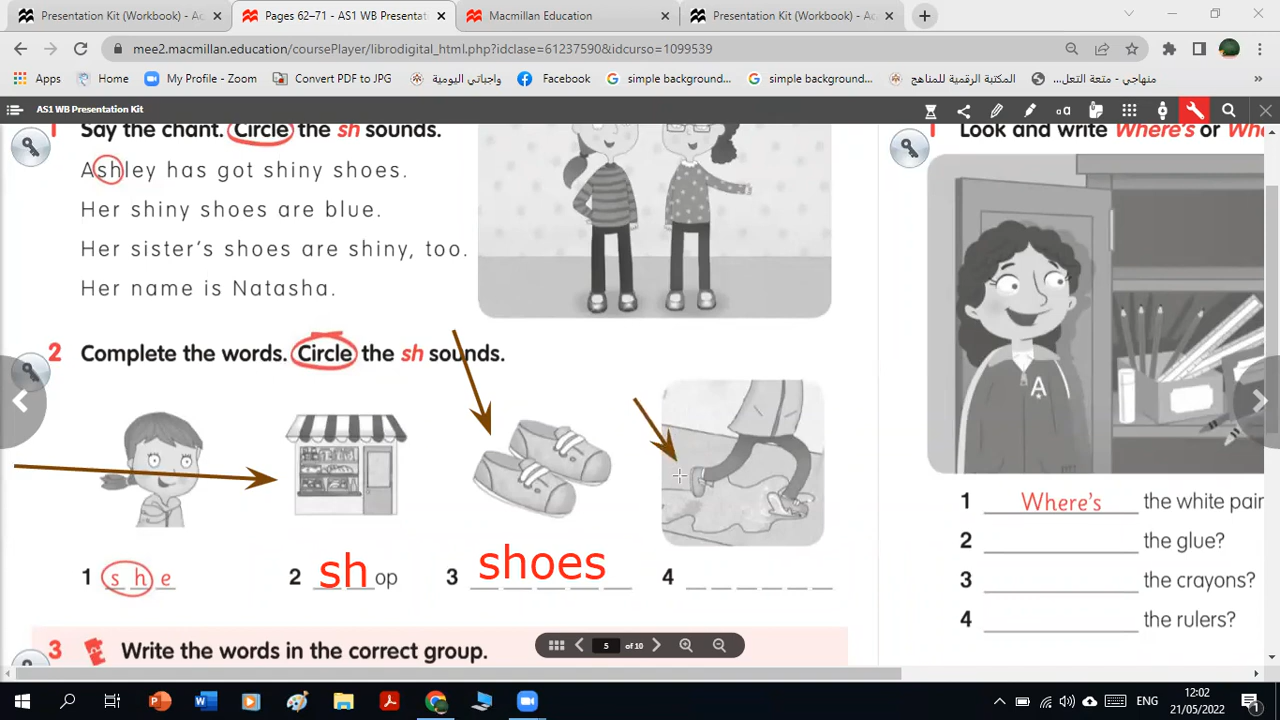 Presentation Kit (Workbook) - Ac
Pages 62–71 - AS1 WB Presentat
Macmillan Education
Presentation Kit (Workbook) - Ac
mee2.macmillan.education/coursePlayer/librodigital_html.php?idclase=61237590&idcurso=1099539
Apps
Home
My Profile - Zoom
Convert PDF to JPG
واجباتي اليومية
Facebook
simple background...
simple background...
المكتبة الرقمية للمناهج
منهاجي - متعة التعل...
AS1 WB Presentation Kit
1 Say the chant. Circle the sh sounds.
Ashley has got shiny shoes.
Her shiny shoes are blue.
Her sister's shoes are shiny, too.
Her name is Natasha.
2 Complete the words. Circle the sh sounds.
1 s h e
2 sh op
3 shoes
4
3 Write the words in the correct group.
5 of 10
1 Look and write Where's or Whe
A
1 Where's the white pain
2 the glue?
3 the crayons?
4 the rulers?
ENG
12:02
21/05/2022